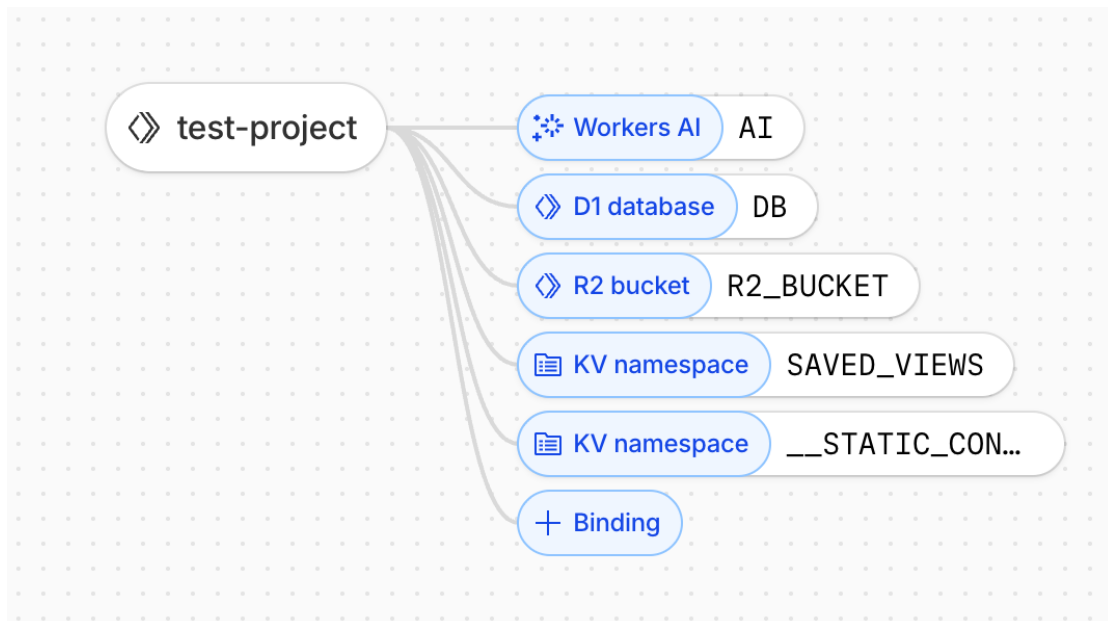 test-project
Workers AI AI
D1 database DB
R2 bucket R2_BUCKET
KV namespace SAVED_VIEWS
KV namespace __STATIC_CON…
Binding